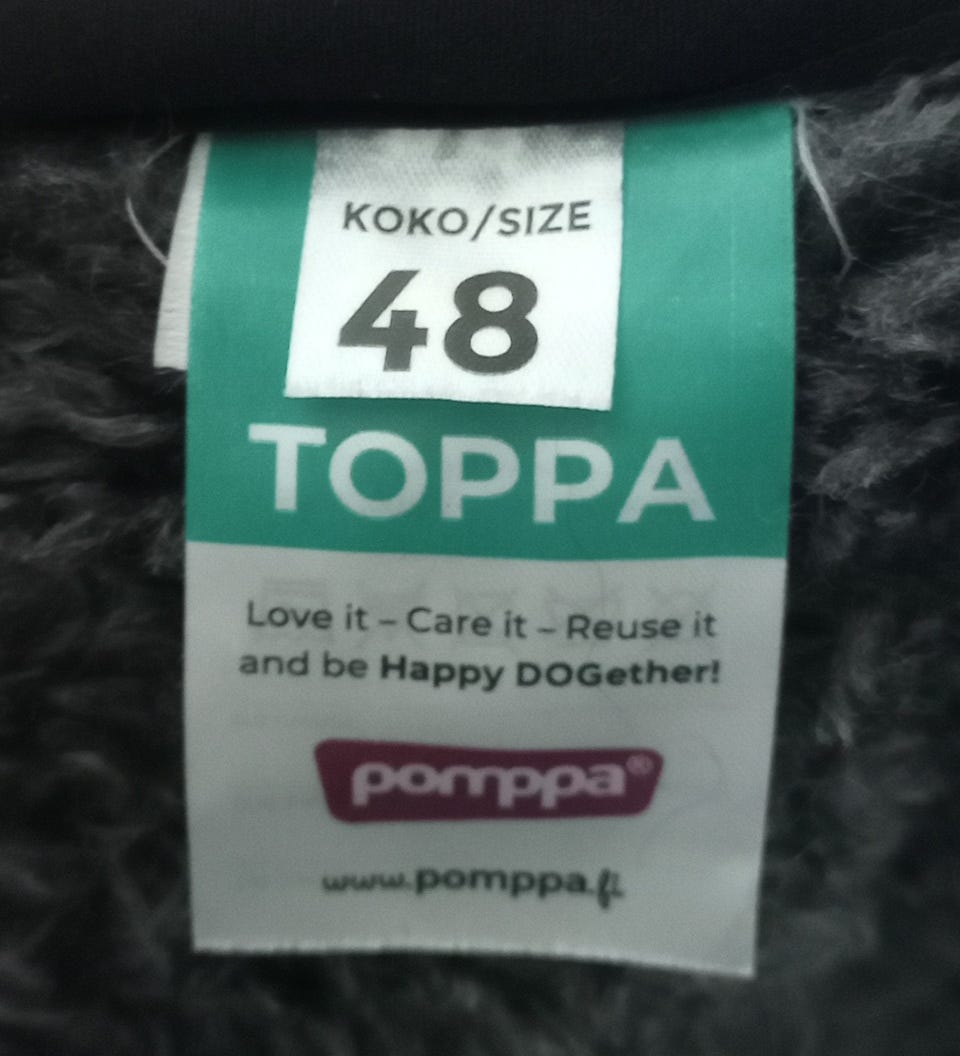 KOKO/SIZE
48
TOPPA
Love it – Care it – Reuse it
and be Happy DOGether!
pomppa®
www.pomppa.fi